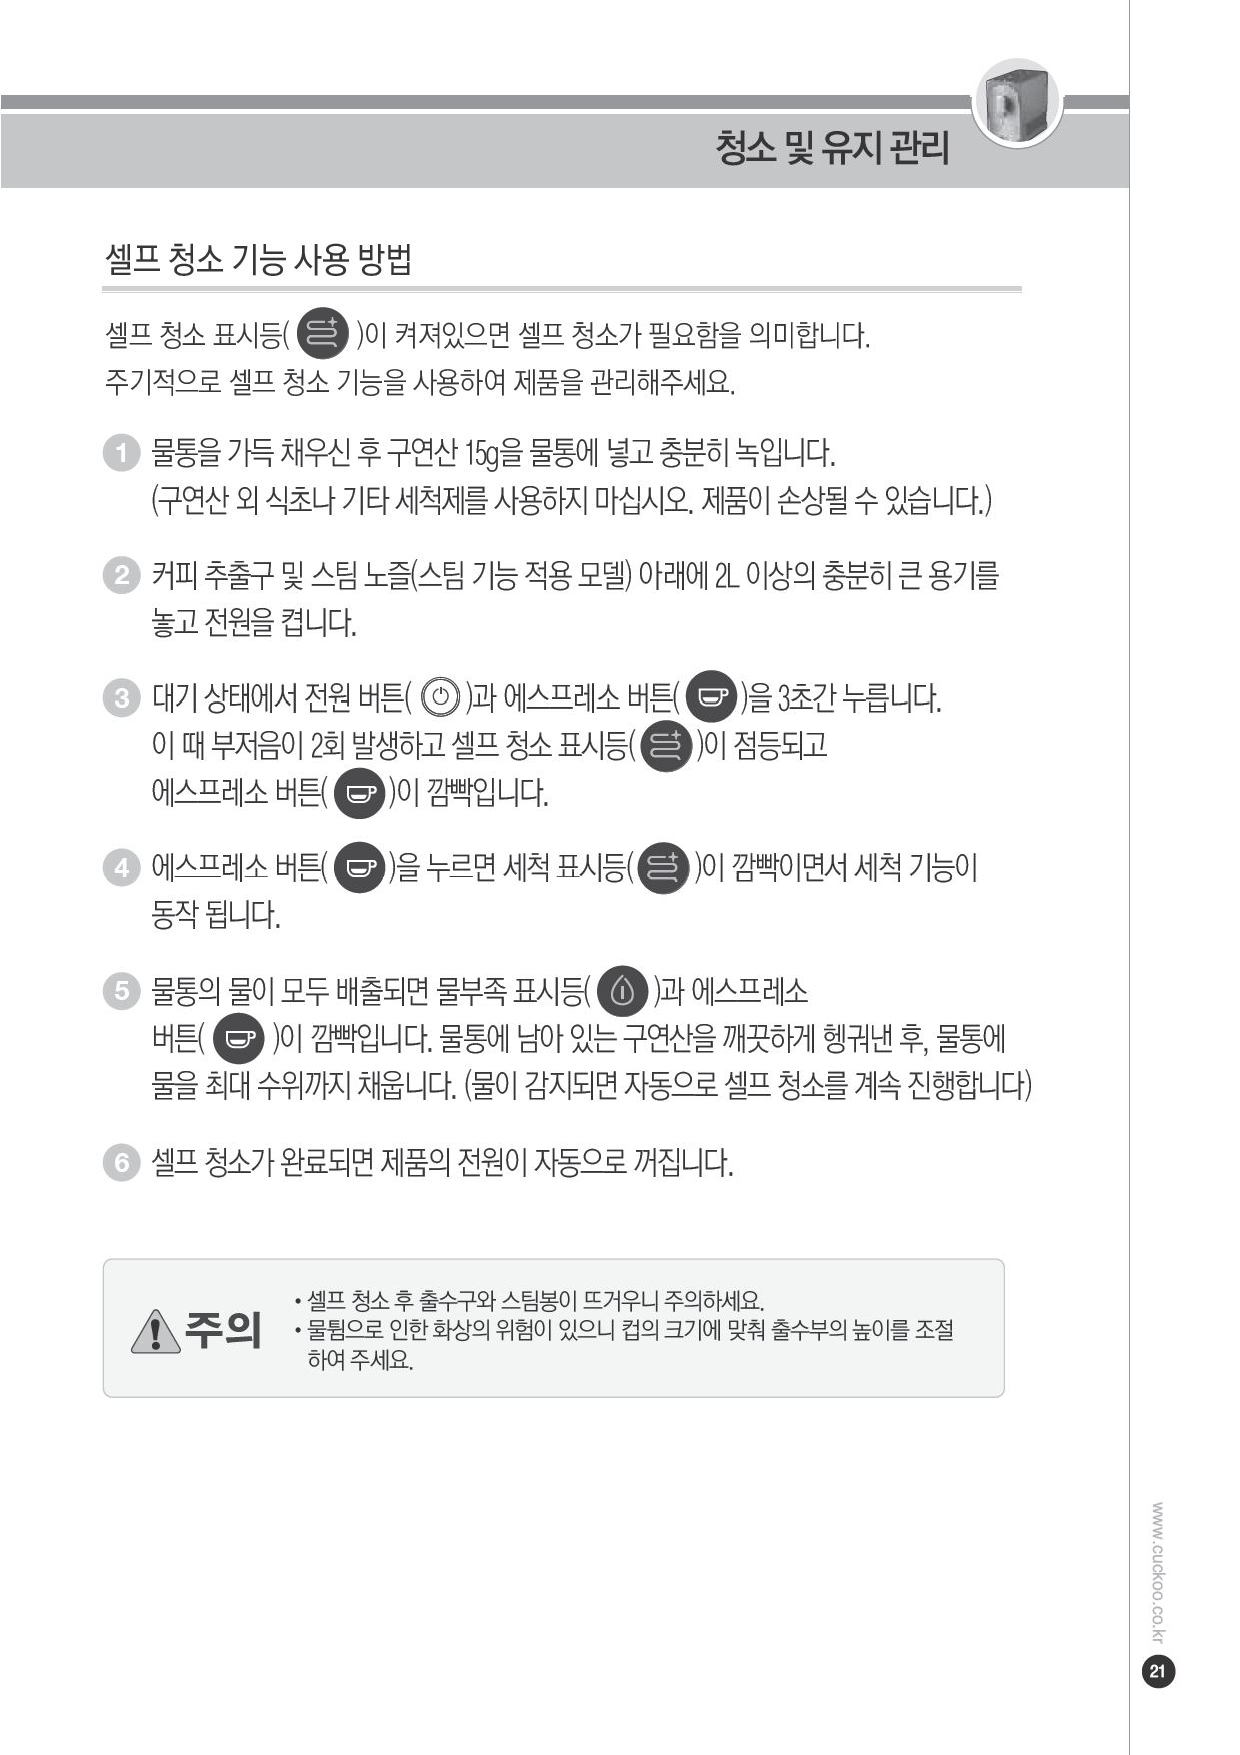 청소 및 유지 관리
셀프 청소 기능 사용 방법
셀프 청소 표시등( )이 켜져있으면 셀프 청소가 필요함을 의미합니다.
주기적으로 셀프 청소 기능을 사용하여 제품을 관리해주세요.
1 물통을 가득 채우신 후 구연산 15g을 물통에 넣고 충분히 녹입니다.
(구연산 외 식초나 기타 세척제를 사용하지 마십시오. 제품이 손상될 수 있습니다.)
2 커피 추출구 및 스팀 노즐(스팀 기능 적용 모델) 아래에 2L 이상의 충분히 큰 용기를
놓고 전원을 켭니다.
3 대기 상태에서 전원 버튼( )과 에스프레소 버튼( )을 3초간 누릅니다.
이 때 부저음이 2회 발생하고 셀프 청소 표시등( )이 점등되고
에스프레소 버튼( )이 깜빡입니다.
4 에스프레소 버튼( )을 누르면 세척 표시등( )이 깜빡이면서 세척 기능이
동작 됩니다.
5 물통의 물이 모두 배출되면 물부족 표시등( )과 에스프레소
버튼( )이 깜빡입니다. 물통에 남아 있는 구연산을 깨끗하게 헹궈낸 후, 물통에
물을 최대 수위까지 채웁니다. (물이 감지되면 자동으로 셀프 청소를 계속 진행합니다)
6 셀프 청소가 완료되면 제품의 전원이 자동으로 꺼집니다.
주의
• 셀프 청소 후 출수구와 스팀봉이 뜨거우니 주의하세요.
• 물튐으로 인한 화상의 위험이 있으니 컵의 크기에 맞춰 출수부의 높이를 조절
하여 주세요.
www.cuckoo.co.kr
21